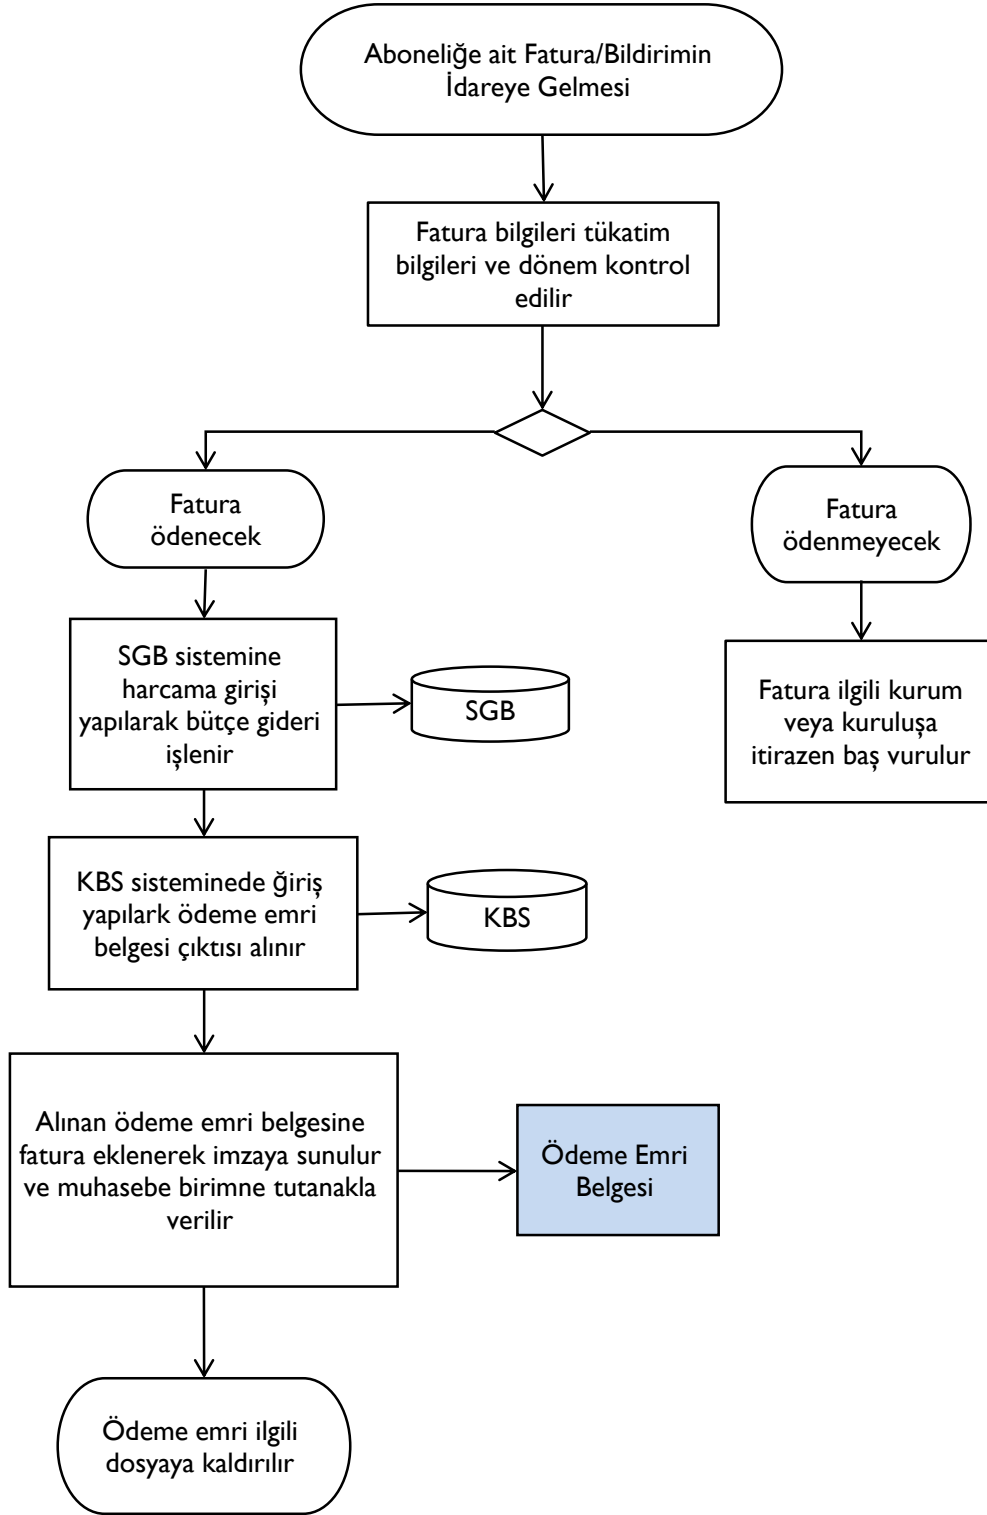 Aboneliğe ait Fatura/Bildirimin
İdareye Gelmesi
Fatura bilgileri tükatim
bilgileri ve dönem kontrol
edilir
Fatura
ödenecek
Fatura
ödenmeyecek
SGB sistemine
harcama girişi
yapılarak bütçe gideri
işlenir
SGB
Fatura ilgili kurum
veya kuruluşa
itirazen baş vurulur
KBS sisteminede ğiriş
yapılark ödeme emri
belgesi çıktısı alınır
KBS
Alınan ödeme emri belgesine
fatura eklenerek imzaya sunulur
ve muhasebe birimne tutanakla
verilir
Ödeme Emri
Belgesi
Ödeme emri ilgili
dosyaya kaldırılır